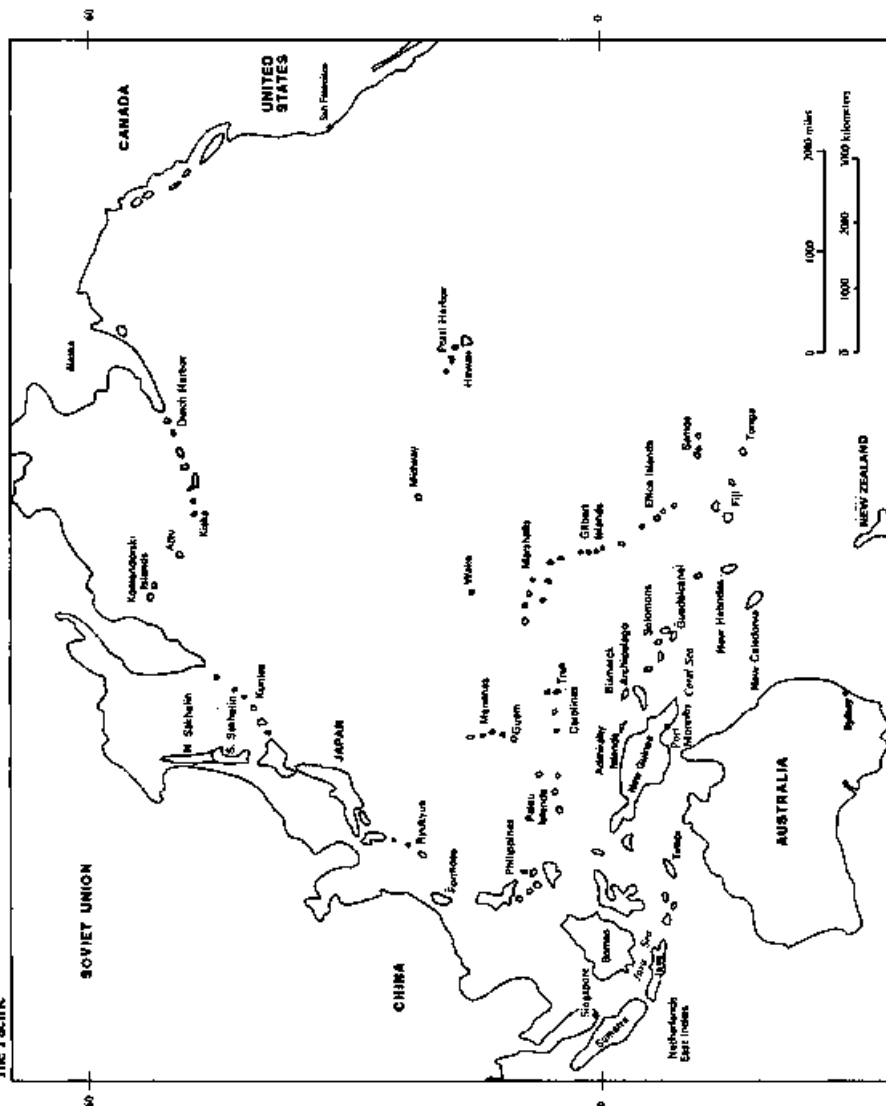 The Pacific
60
0
60
0
SOVIET UNION
CANADA
UNITED
STATES
San Francisco
Alaska
Dutch Harbor
Kiska
Attu
Komandorski
Islands
N Sakhalin
S. Sakhalin
Kuriles
JAPAN
CHINA
Ryukyus
Formosa
Philippines
Pearl Harbor
Hawaii
Midway
Wake
Marianas
Guam
Marshalls
Truk
Carolines
Palau
Islands
Gilbert
Islands
Ellice Islands
Samoa
Tonga
Fiji
Bismarck
Archipelago
Solomons
Guadalcanal
Admiralty
Islands
New Guinea
Port
Moresby
Coral Sea
New Hebrides
New Caledonia
Singapore
Borneo
Sumatra
Java Sea
Java
Netherlands
East Indies
Timor
AUSTRALIA
Sydney
NEW ZEALAND
0 1000 2000 miles
0 1000 2000 3000 kilometers